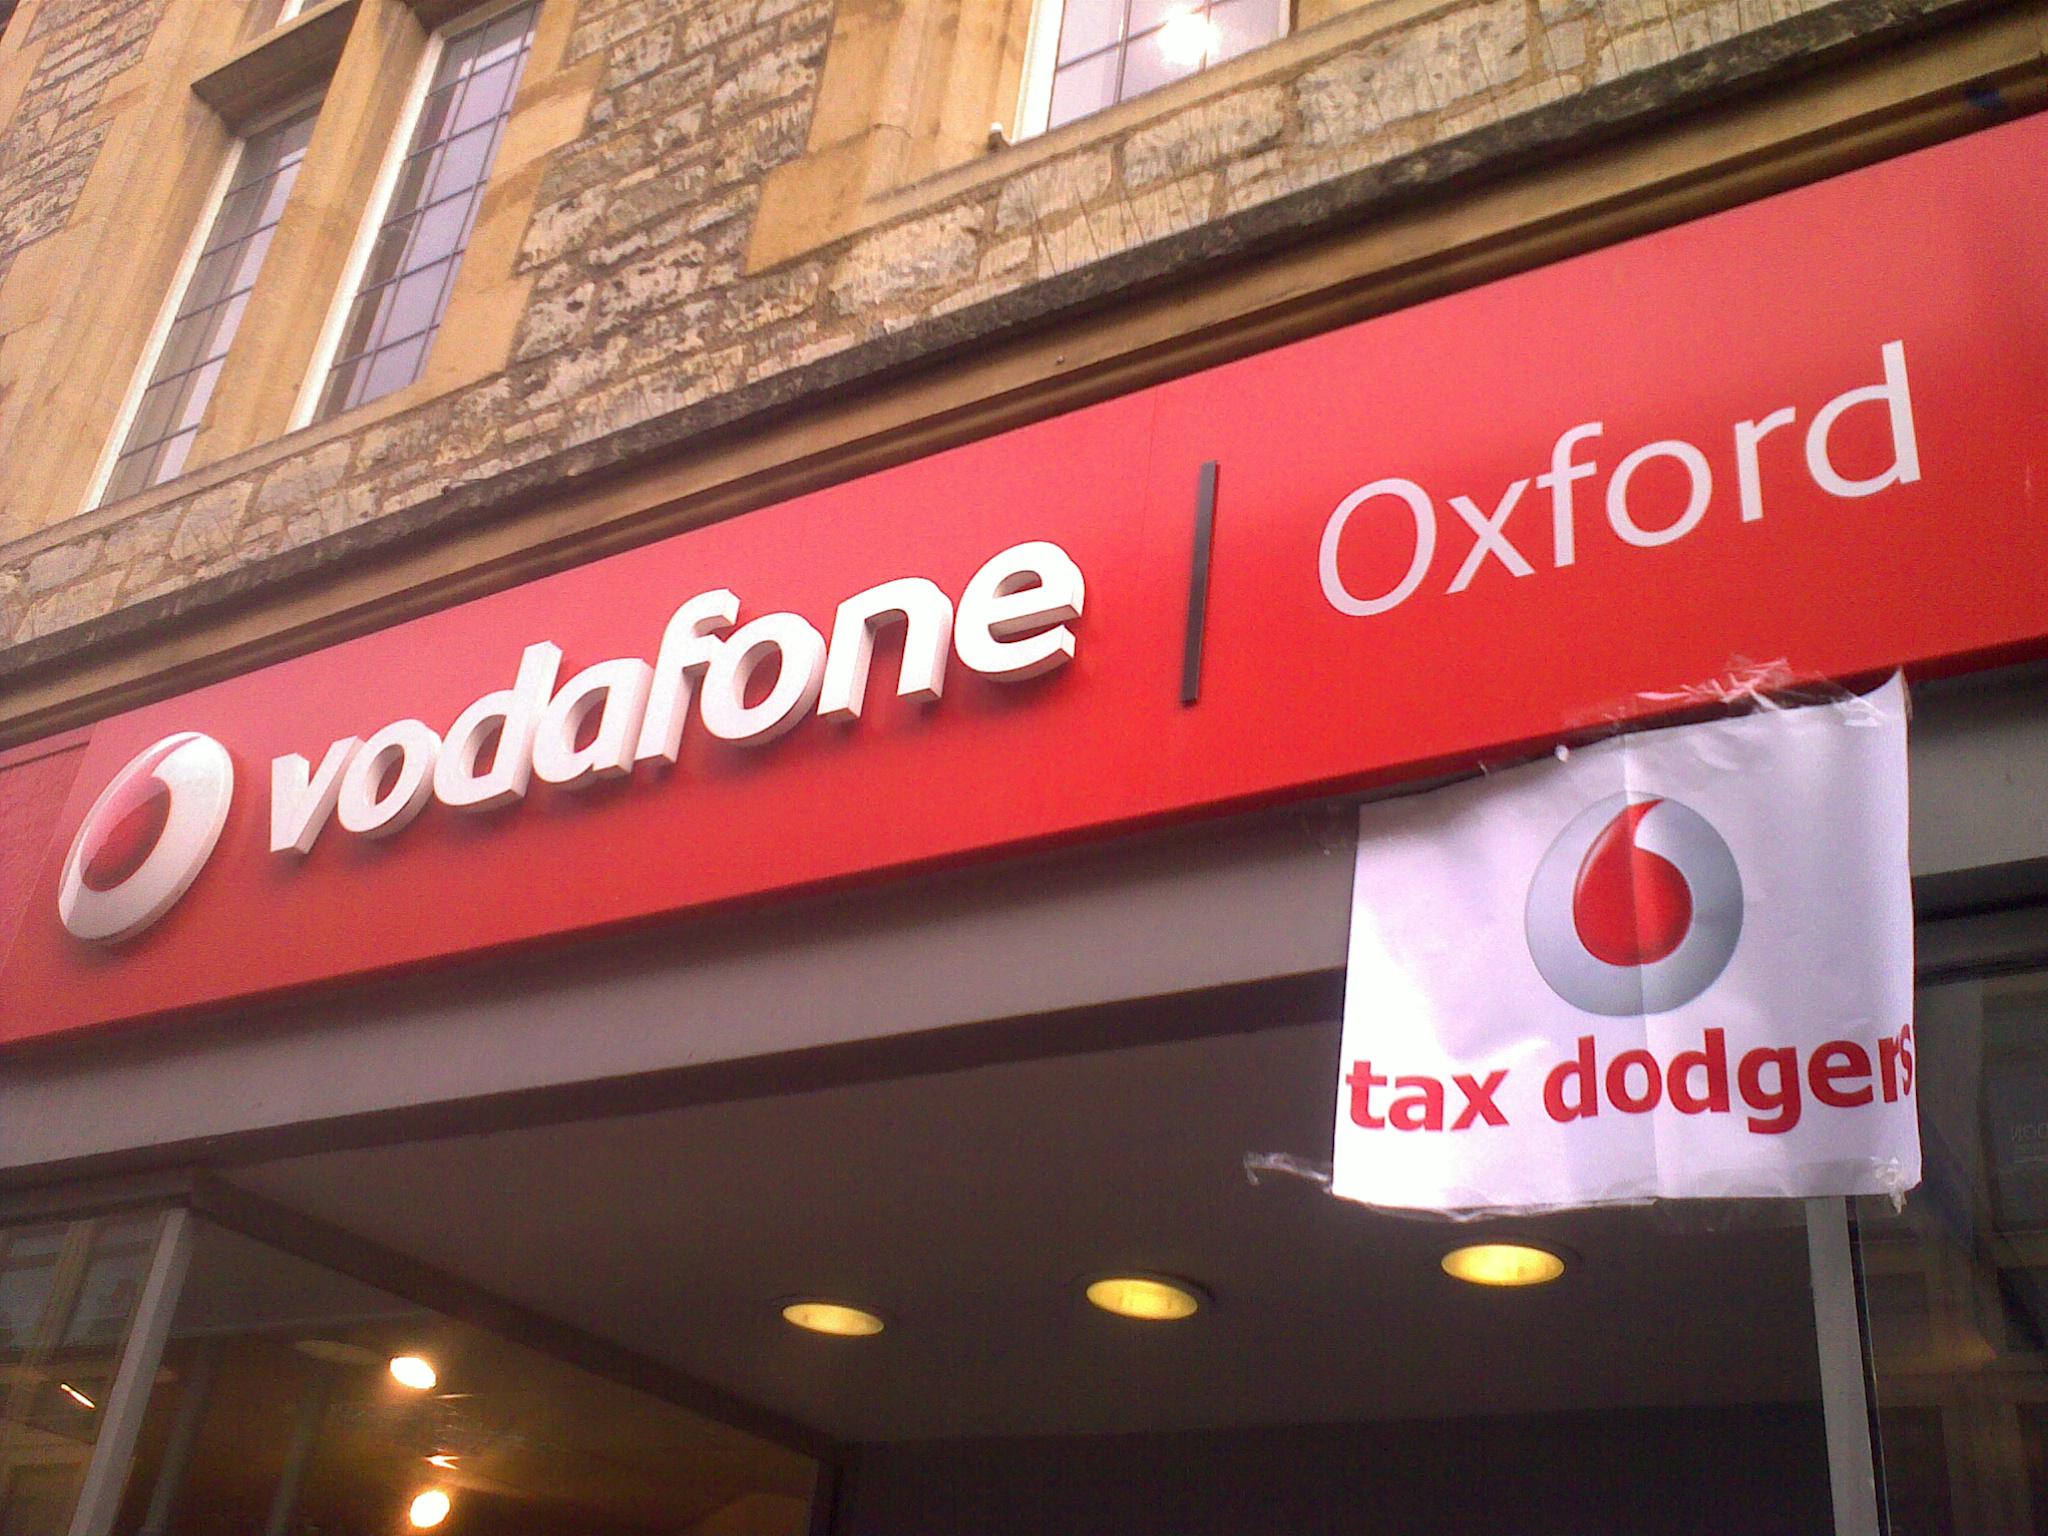 vodafone | Oxford
tax dodgers